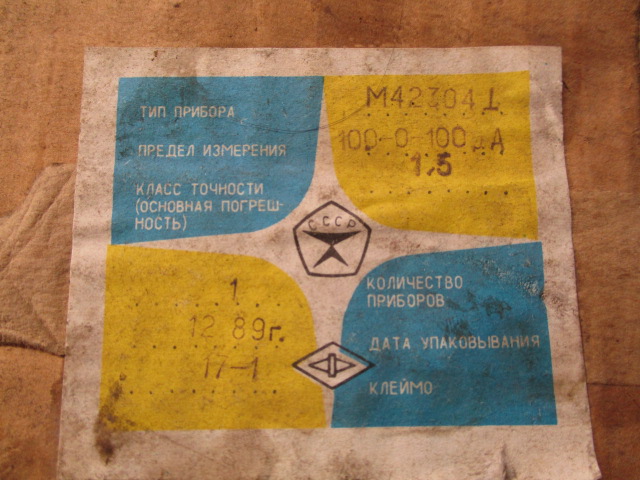 ТИП ПРИБОРА
ПРЕДЕЛ ИЗМЕРЕНИЯ
КЛАСС ТОЧНОСТИ
(ОСНОВНАЯ ПОГРЕШ-
НОСТЬ)
М42304
100-0-100 μА
1.5
СССР
1
12 89г.
17-1
КОЛИЧЕСТВО
ПРИБОРОВ
ДАТА УПАКОВЫВАНИЯ
КЛЕЙМО